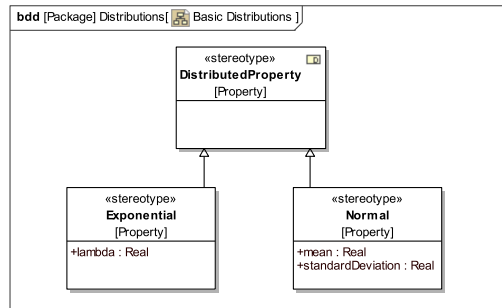 bdd [Package] Distributions[ Basic Distributions ]
«stereotype»
DistributedProperty
[Property]
«stereotype»
Exponential
[Property]
+lambda : Real
«stereotype»
Normal
[Property]
+mean : Real
+standardDeviation : Real